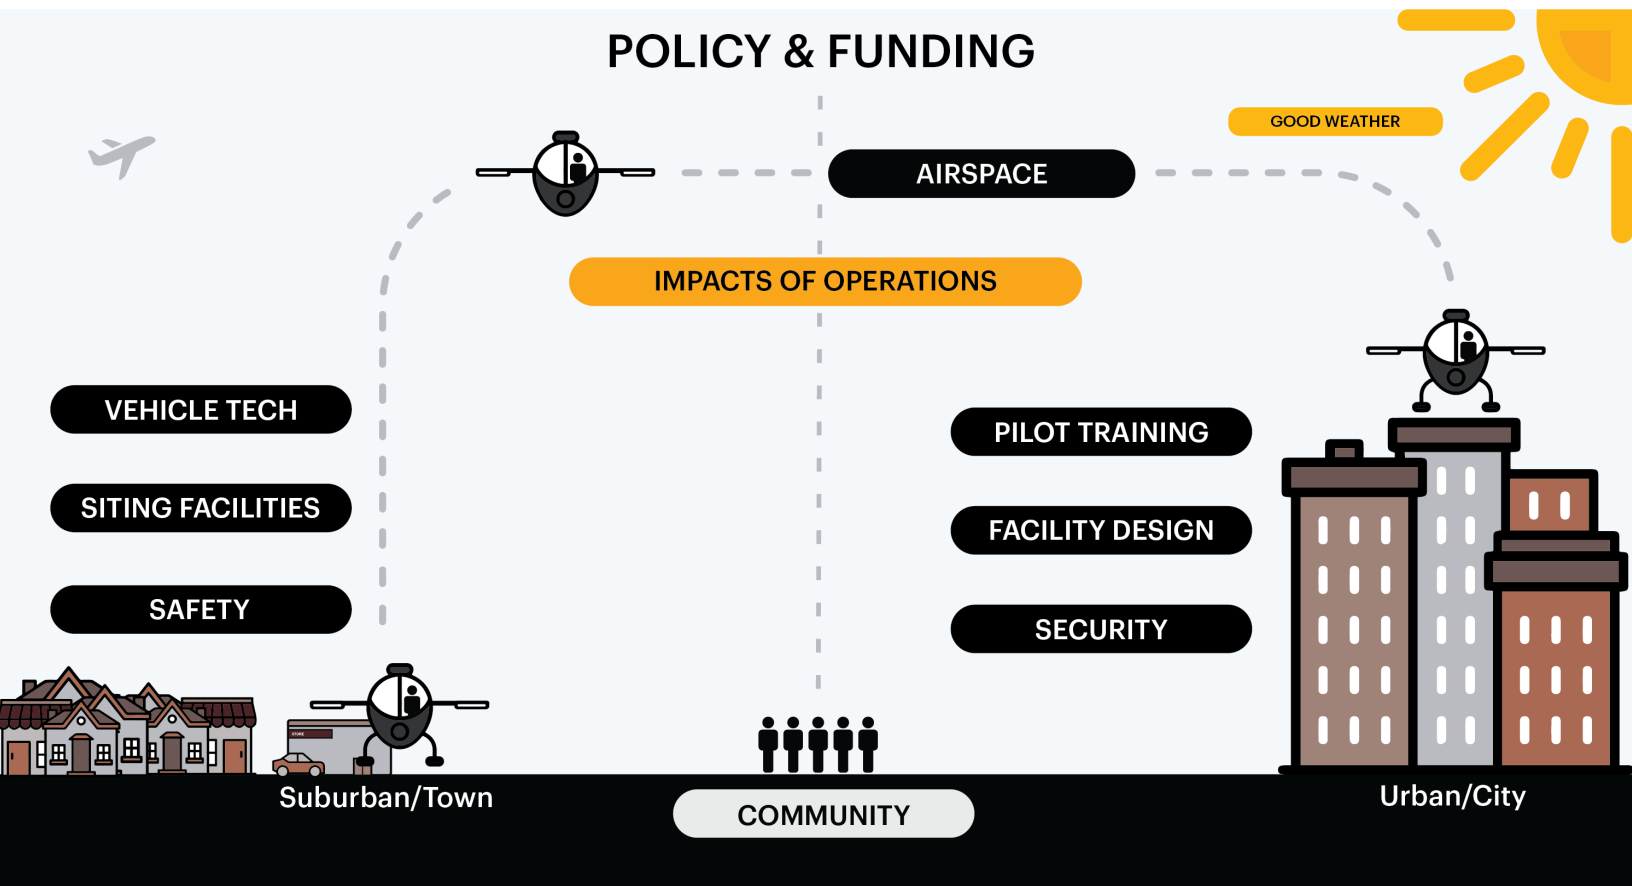 POLICY & FUNDING
GOOD WEATHER
AIRSPACE
IMPACTS OF OPERATIONS
VEHICLE TECH
PILOT TRAINING
SITING FACILITIES
FACILITY DESIGN
SAFETY
SECURITY
STORE
Suburban/Town
Urban/City
COMMUNITY